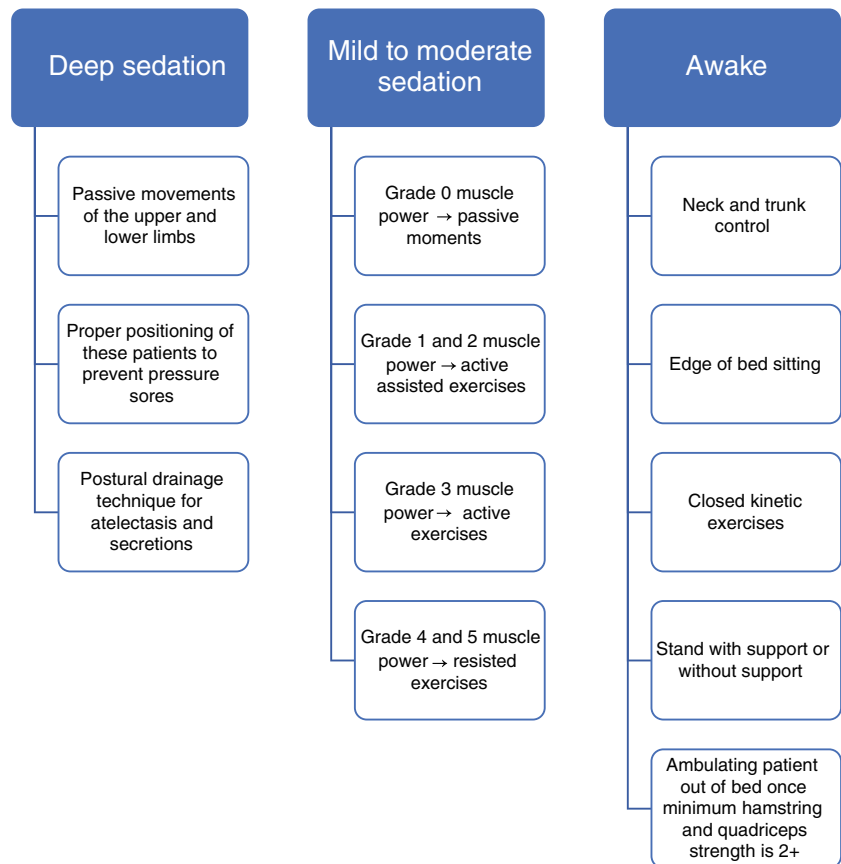 Deep sedation
Passive movements
of the upper and
lower limbs
Proper positioning of
these patients to
prevent pressure
sores
Postural drainage
technique for
atelectasis and
secretions
Mild to moderate
sedation
Grade 0 muscle
power → passive
moments
Grade 1 and 2 muscle
power → active
assisted exercises
Grade 3 muscle
power → active
exercises
Grade 4 and 5 muscle
power → resisted
exercises
Awake
Neck and trunk
control
Edge of bed sitting
Closed kinetic
exercises
Stand with support or
without support
Ambulating patient
out of bed once
minimum hamstring
and quadriceps
strength is 2+